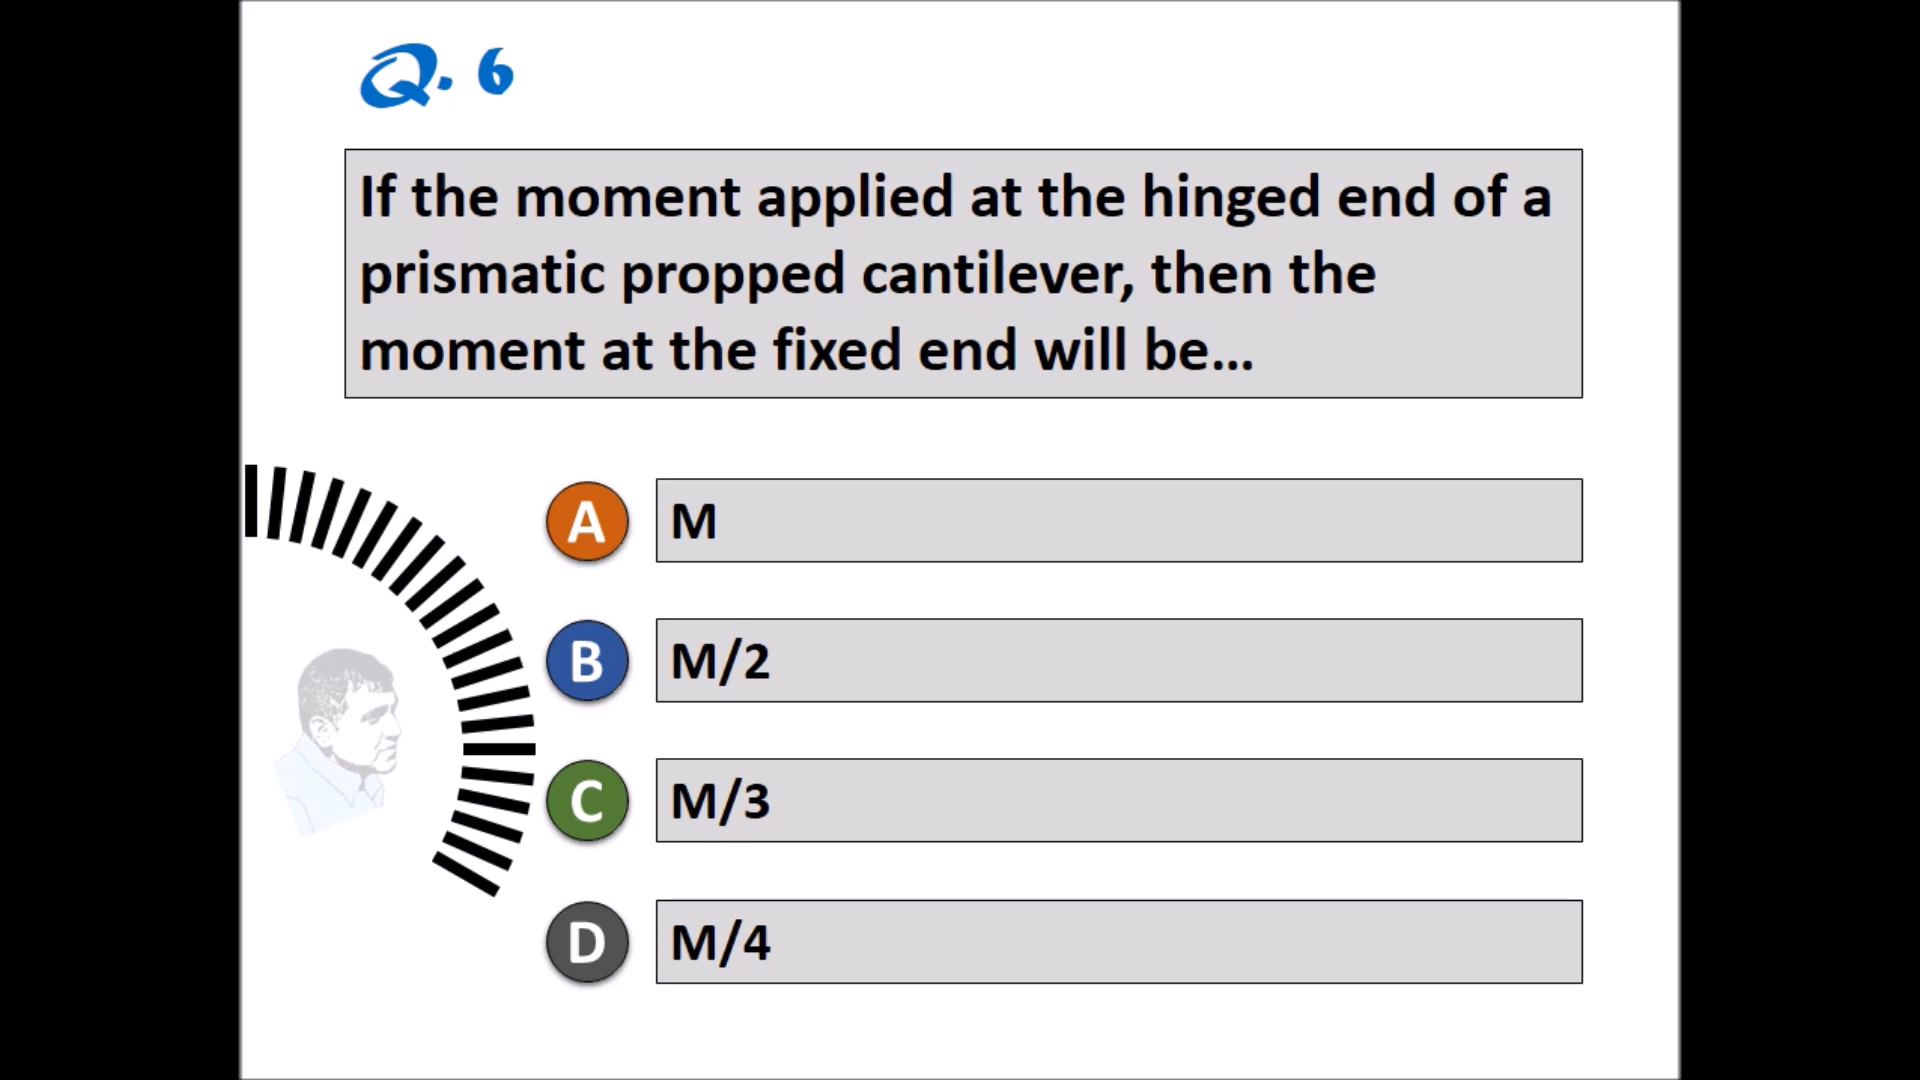 Q. 6
If the moment applied at the hinged end of a
prismatic propped cantilever, then the
moment at the fixed end will be...
A M
B M/2
C M/3
D M/4